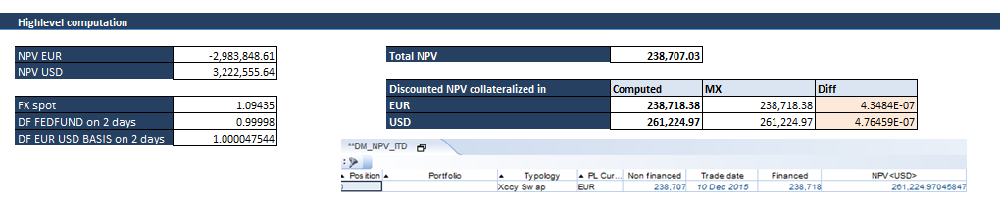 Highlevel computation
NPV EUR -2,983,848.61 Total NPV 238,707.03
NPV USD 3,222,555.64
Discounted NPV collateralized in Computed MX Diff
FX spot 1.09435 EUR 238,718.38 238,718.38 4.3484E-07
DF FEDFUND on 2 days 0.99998 USD 261,224.97 261,224.97 4.76459E-07
DF EUR USD BASIS on 2 days 1.000047544
**DM_NPV_ITD
Position Portfolio Typology PL Cur... Non financed Trade date Financed NPV<USD>
Xccy Swap EUR 238,707 10 Dec 2015 238,718 261,224.97045847